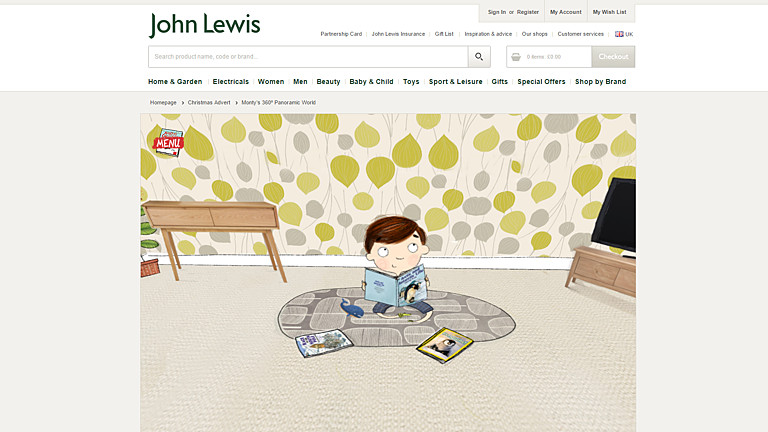 Sign In or Register
My Account
My Wish List
John Lewis
Partnership Card
John Lewis Insurance
Gift List
Inspiration & advice
Our shops
Customer services
UK
Search product name, code or brand...
0 items £0.00
Checkout
Home & Garden
Electricals
Women
Men
Beauty
Baby & Child
Toys
Sport & Leisure
Gifts
Special Offers
Shop by Brand
Homepage
Christmas Advert
Monty's 360º Panoramic World
MENU